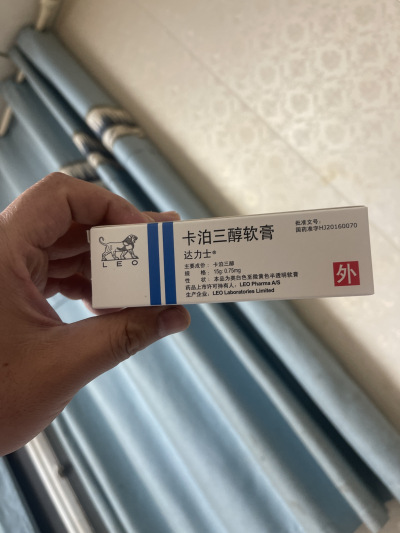 LEO
卡泊三醇软膏
达力士®
主要成份：卡泊三醇
规　　格：15g:0.75mg
性　　状：本品为类白色至微黄色半透明软膏
药品上市许可持有人：LEO Pharma A/S
生产企业：LEO Laboratories Limited
批准文号：
国药准字HJ20160070
外